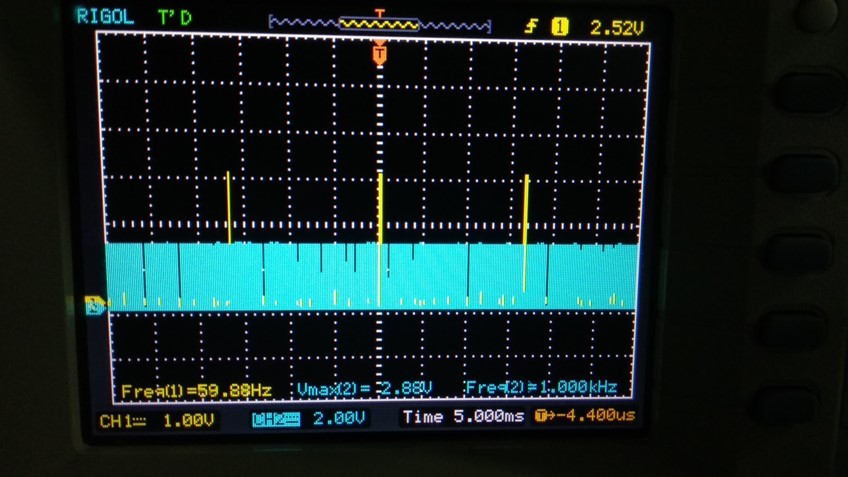 RIGOL T'D 1 2.52V
T
T
Freq(1)=59.88Hz Vmax(2)= 2.88V Freq(2)=1.000kHz
CH1 1.00V CH2 2.00V Time 5.000ms T→-4.400us